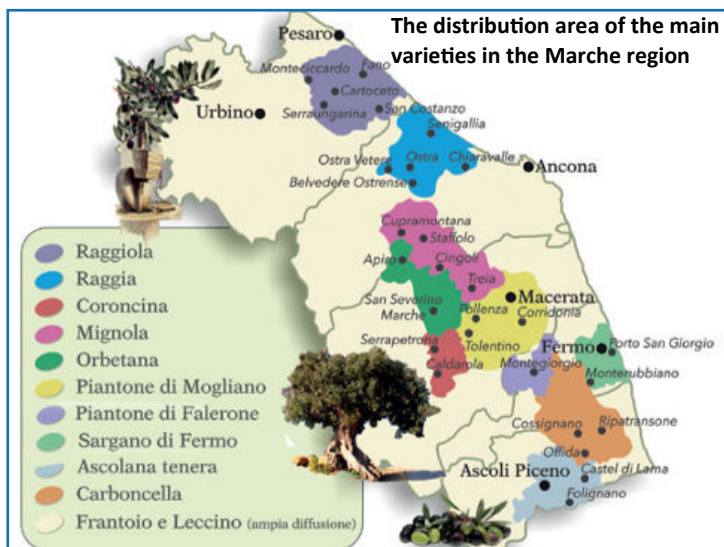 The distribution area of the main
varieties in the Marche region
Pesaro
Monteciccardo
Fano
Cartoceto
Urbino
Serraungarina
San Costanzo
Senigallia
Ostra Vetere
Ostra
Chiaravalle
Ancona
Belvedere Ostrense
Cupramontana
Staffolo
Apiro
Cingoli
Treia
San Severino
Marche
Macerata
Pollenza
Corridonia
Serrapetrona
Tolentino
Fermo
Porto San Giorgio
Caldarola
Montegiorgio
Monterubbiano
Cossignano
Ripatransone
Offida
Ascoli Piceno
Castel di Lama
Folignano
Raggiola
Raggia
Coroncina
Mignola
Orbetana
Piantone di Mogliano
Piantone di Falerone
Sargano di Fermo
Ascolana tenera
Carboncella
Frantoio e Leccino (ampia diffusione)